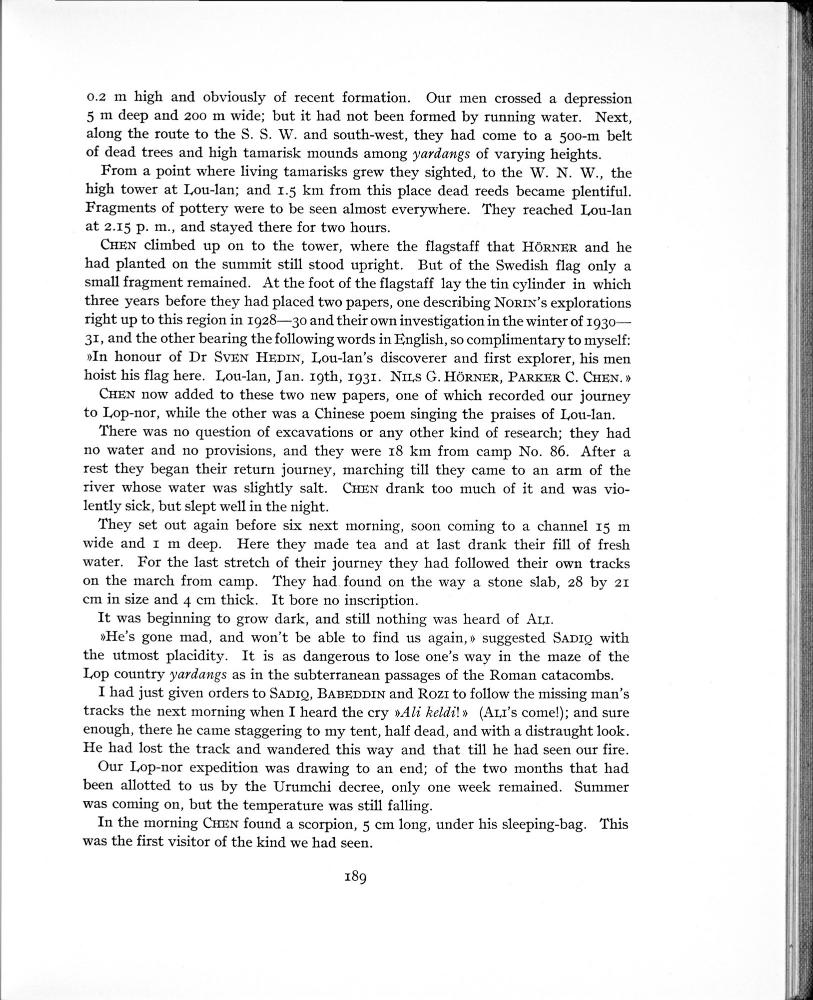 0.2 m high and obviously of recent formation. Our men crossed a depression
5 m deep and 200 m wide; but it had not been formed by running water. Next,
along the route to the S. S. W. and south-west, they had come to a 500-m belt
of dead trees and high tamarisk mounds among yardangs of varying heights.
From a point where living tamarisks grew they sighted, to the W. N. W., the
high tower at Lou-lan; and 1.5 km from this place dead reeds became plentiful.
Fragments of pottery were to be seen almost everywhere. They reached Lou-lan
at 2.15 p. m., and stayed there for two hours.
CHEN climbed up on to the tower, where the flagstaff that HÖRNER and he
had planted on the summit still stood upright. But of the Swedish flag only a
small fragment remained. At the foot of the flagstaff lay the tin cylinder in which
three years before they had placed two papers, one describing NORIN's explorations
right up to this region in 1928—30 and their own investigation in the winter of 1930—
31, and the other bearing the following words in English, so complimentary to myself:
»In honour of Dr SVEN HEDIN, Lou-lan's discoverer and first explorer, his men
hoist his flag here. Lou-lan, Jan. 19th, 1931. NILS G. HÖRNER, PARKER C. CHEN.»
CHEN now added to these two new papers, one of which recorded our journey
to Lop-nor, while the other was a Chinese poem singing the praises of Lou-lan.
There was no question of excavations or any other kind of research; they had
no water and no provisions, and they were 18 km from camp No. 86. After a
rest they began their return journey, marching till they came to an arm of the
river whose water was slightly salt. CHEN drank too much of it and was vio-
lently sick, but slept well in the night.
They set out again before six next morning, soon coming to a channel 15 m
wide and 1 m deep. Here they made tea and at last drank their fill of fresh
water. For the last stretch of their journey they had followed their own tracks
on the march from camp. They had found on the way a stone slab, 28 by 21
cm in size and 4 cm thick. It bore no inscription.
It was beginning to grow dark, and still nothing was heard of ALI.
»He's gone mad, and won't be able to find us again,» suggested SADIQ with
the utmost placidity. It is as dangerous to lose one's way in the maze of the
Lop country yardangs as in the subterranean passages of the Roman catacombs.
I had just given orders to SADIQ, BABEDDIN and ROZI to follow the missing man's
tracks the next morning when I heard the cry »Ali keldi!» (ALI's come!); and sure
enough, there he came staggering to my tent, half dead, and with a distraught look.
He had lost the track and wandered this way and that till he had seen our fire.
Our Lop-nor expedition was drawing to an end; of the two months that had
been allotted to us by the Urumchi decree, only one week remained. Summer
was coming on, but the temperature was still falling.
In the morning CHEN found a scorpion, 5 cm long, under his sleeping-bag. This
was the first visitor of the kind we had seen.
189